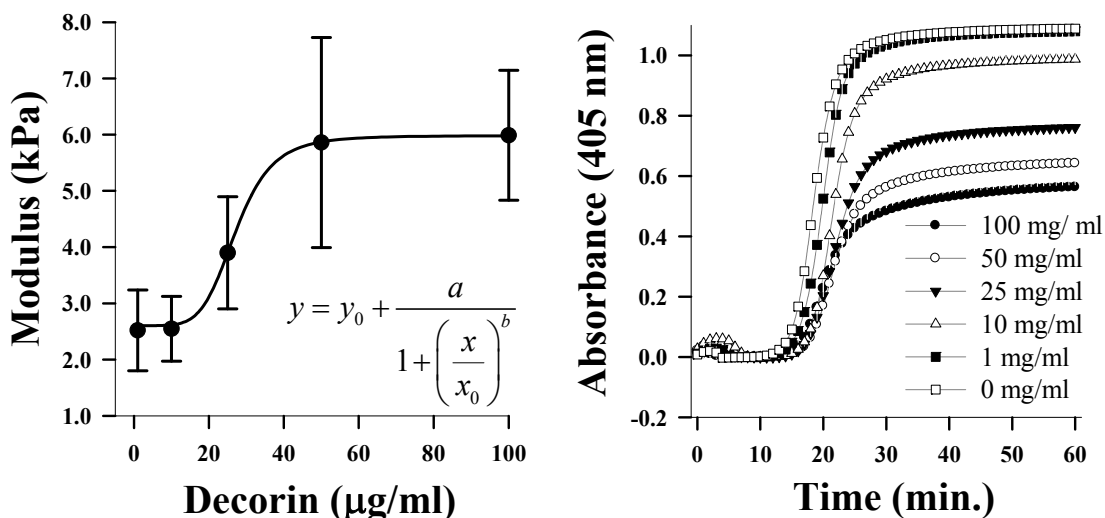 Modulus (kPa)
8.0
7.0
6.0
5.0
4.0
3.0
2.0
1.0
y = y₀ + a / (1 + (x / x₀)ᵇ)
0 20 40 60 80 100
Decorin (μg/ml)
Absorbance (405 nm)
1.0
0.8
0.6
0.4
0.2
0.0
-0.2
100 mg/ ml
50 mg/ml
25 mg/ml
10 mg/ml
1 mg/ml
0 mg/ml
0 10 20 30 40 50 60
Time (min.)